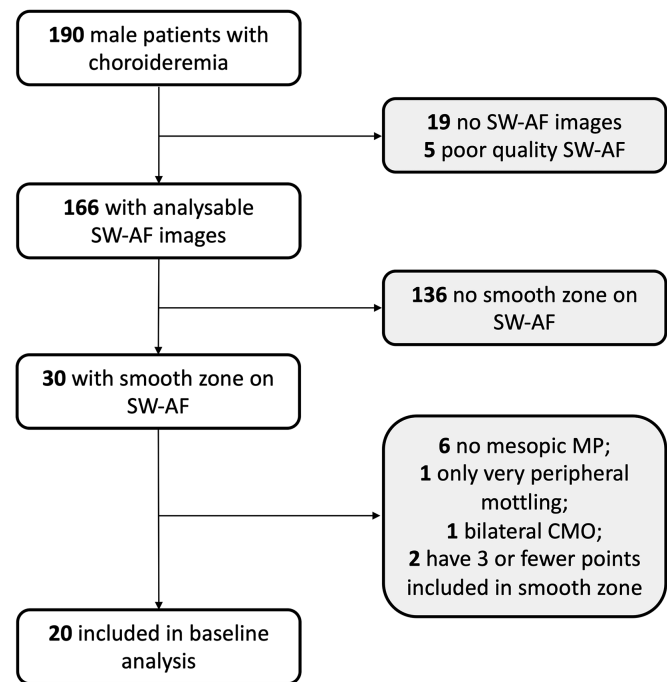 190 male patients with
choroideremia
19 no SW-AF images
5 poor quality SW-AF
166 with analysable
SW-AF images
136 no smooth zone on
SW-AF
30 with smooth zone on
SW-AF
6 no mesopic MP;
1 only very peripheral
mottling;
1 bilateral CMO;
2 have 3 or fewer points
included in smooth zone
20 included in baseline
analysis